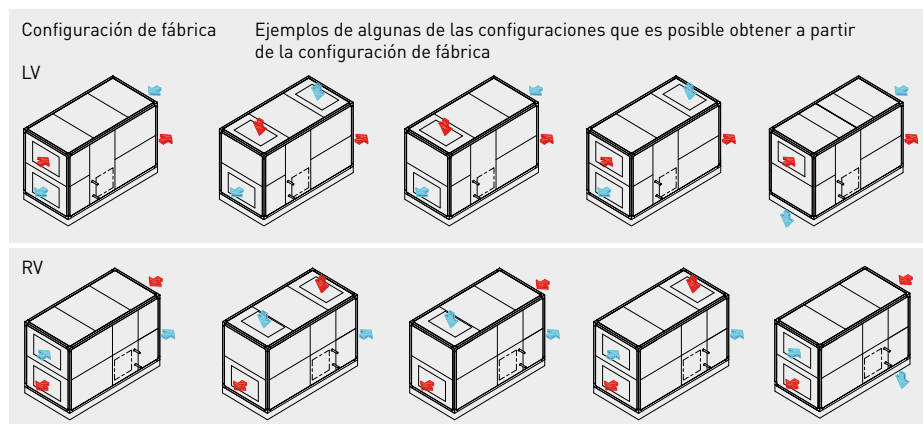 Configuración de fábrica
Ejemplos de algunas de las configuraciones que es posible obtener a partir
de la configuración de fábrica
LV
RV